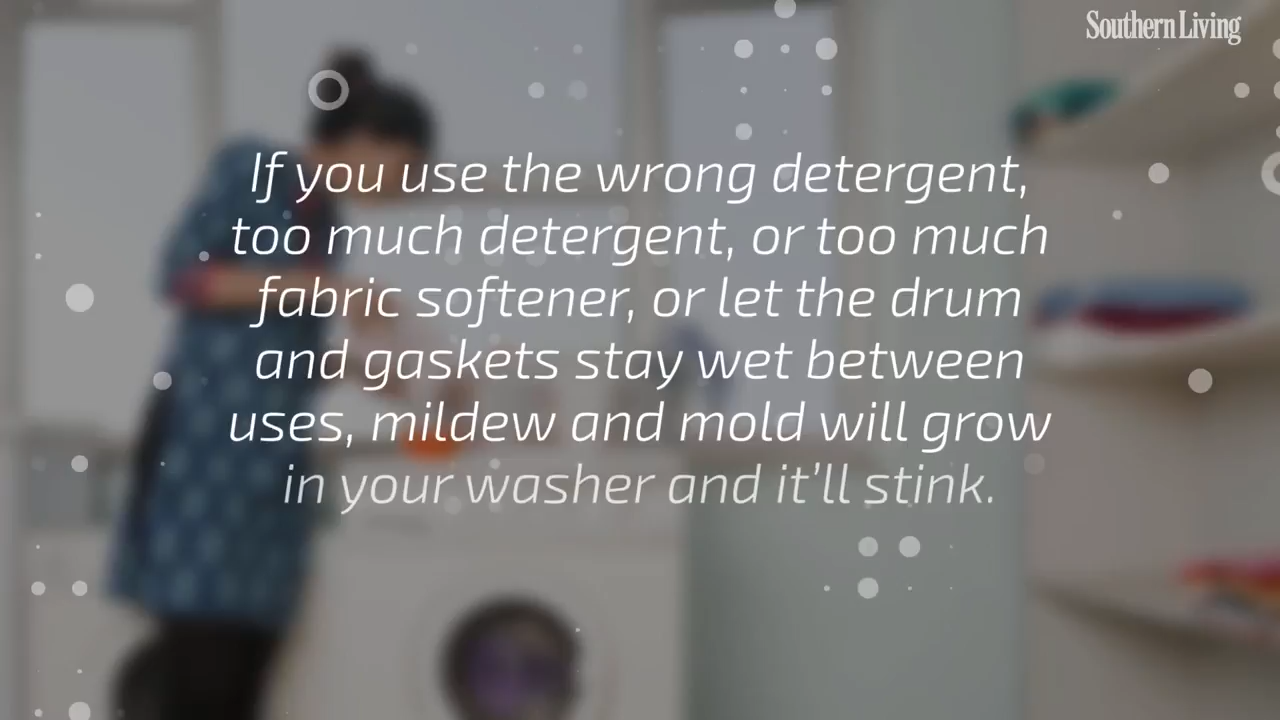 Southern Living
If you use the wrong detergent,
too much detergent, or too much
fabric softener, or let the drum
and gaskets stay wet between
uses, mildew and mold will grow
in your washer and it’ll stink.